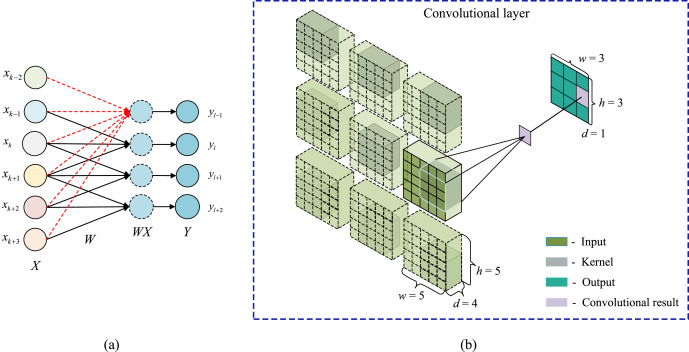 Convolutional layer
x_{k−2}
x_{k−1}
x_k
x_{k+1}
x_{k+2}
x_{k+3}
y_{i−1}
y_i
y_{i+1}
y_{i+2}
X
W
WX
Y
w = 3
h = 3
d = 1
h = 5
w = 5
d = 4
- Input
- Kernel
- Output
- Convolutional result
(a)
(b)